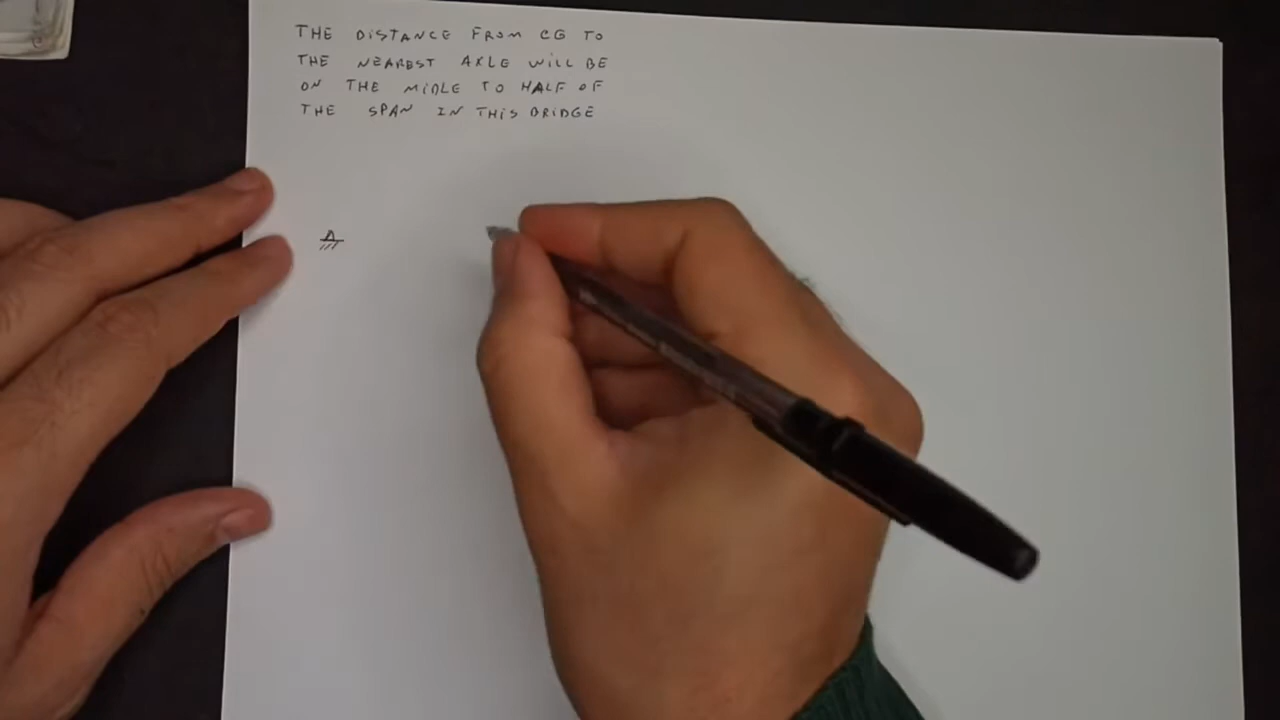 THE DISTANCE FROM CG TO
THE NEAREST AXLE WILL BE
ON THE MIDLE TO HALF OF
THE SPAN IN THIS BRIDGE